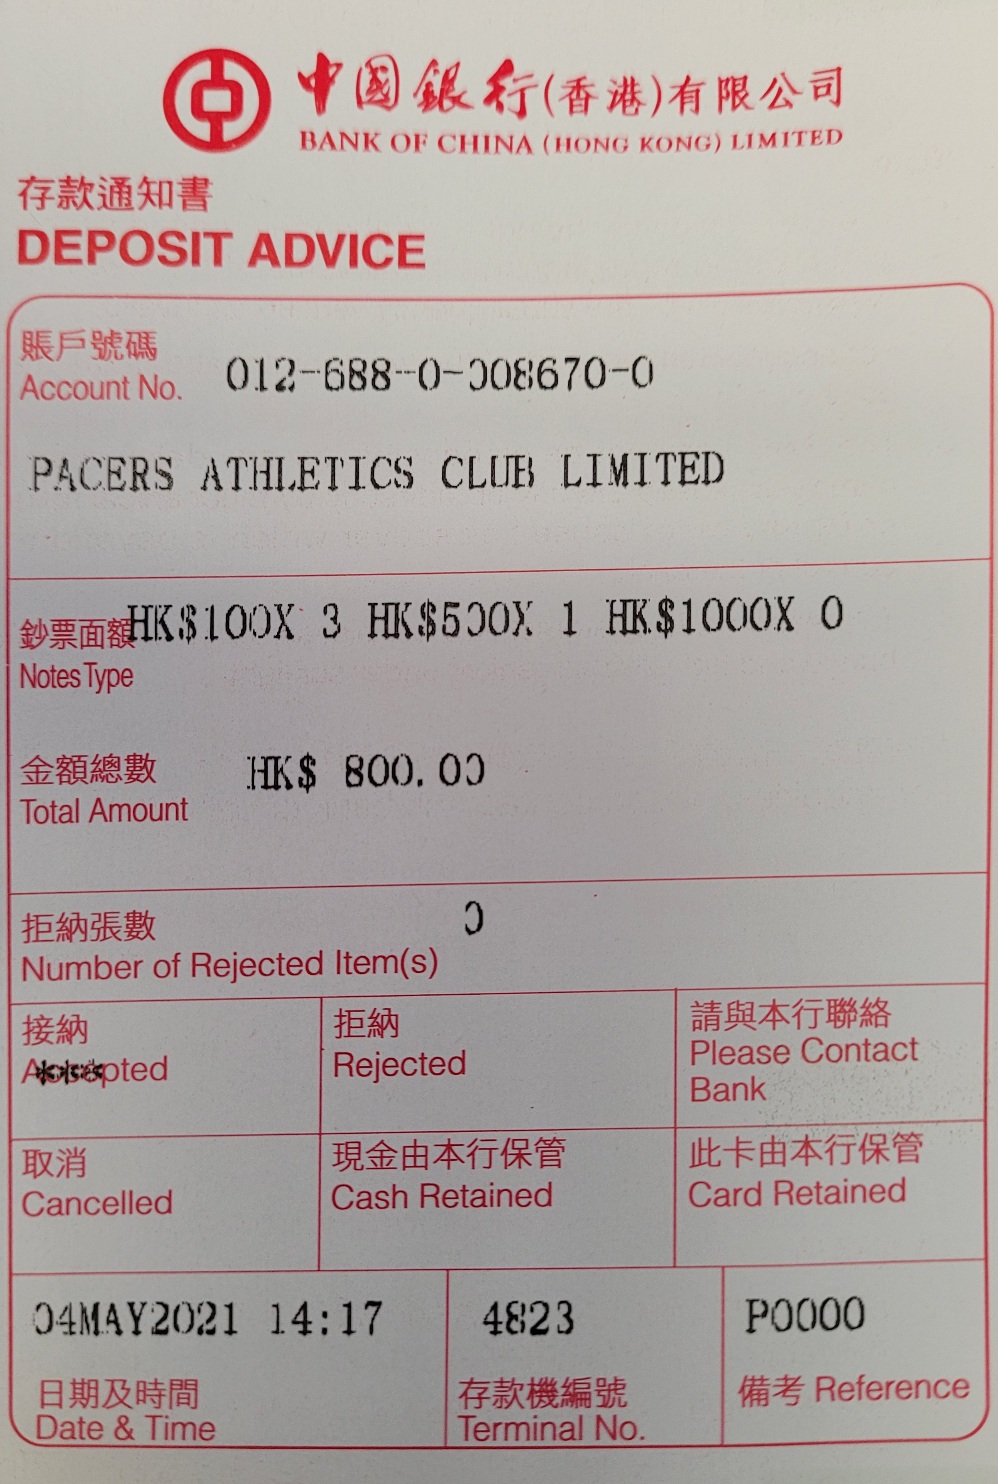 中國銀行(香港)有限公司
BANK OF CHINA (HONG KONG) LIMITED
存款通知書
DEPOSIT ADVICE
賬戶號碼
Account No. 012-688-0-008670-0
PACERS ATHLETICS CLUB LIMITED
鈔票面額 HK$100X 3 HK$500X 1 HK$1000X 0
Notes Type
金額總數 HK$ 800.00
Total Amount
拒納張數 0
Number of Rejected Item(s)
接納
Accepted ***
拒納
Rejected
請與本行聯絡
Please Contact
Bank
取消
Cancelled
現金由本行保管
Cash Retained
此卡由本行保管
Card Retained
04MAY2021 14:17
日期及時間
Date & Time
4823
存款機編號
Terminal No.
P0000
備考 Reference